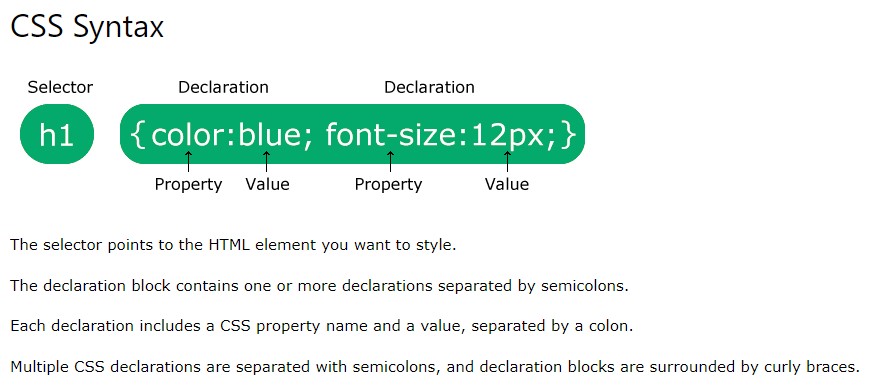 CSS Syntax
Selector Declaration Declaration
h1 {color:blue; font-size:12px;}
Property Value Property Value
The selector points to the HTML element you want to style.
The declaration block contains one or more declarations separated by semicolons.
Each declaration includes a CSS property name and a value, separated by a colon.
Multiple CSS declarations are separated with semicolons, and declaration blocks are surrounded by curly braces.